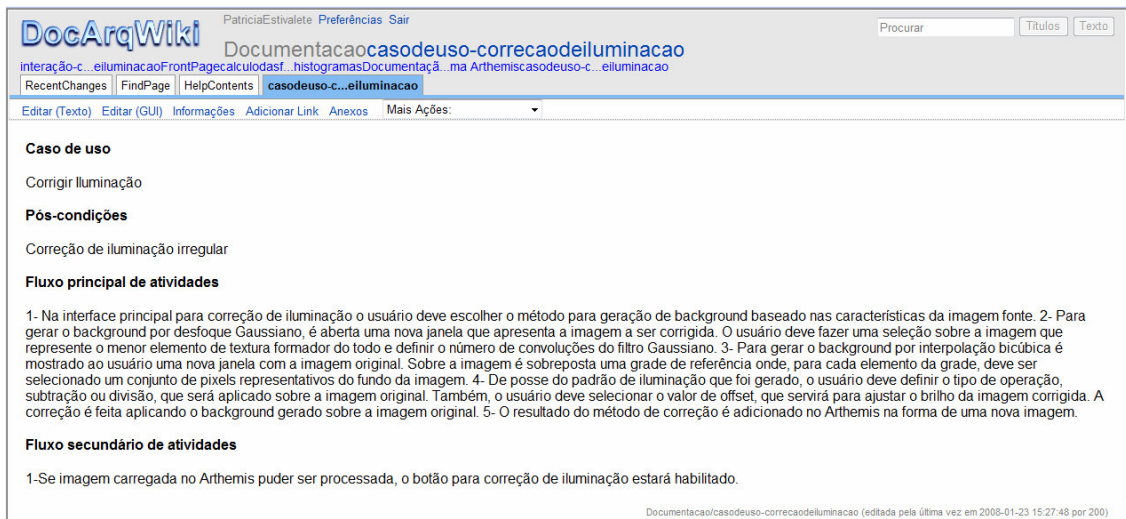 DocArqWiki
PatriciaEstivalete Preferências Sair
Procurar Títulos Texto
Documentacaocasodeuso-correcaodeiluminacao
interação-c...eiluminacaoFrontPagecalculodasf...histogramasDocumentaçã...ma Arthemiscasodeuso-c...eiluminacao
RecentChanges FindPage HelpContents casodeuso-c...eiluminacao
Editar (Texto) Editar (GUI) Informações Adicionar Link Anexos Mais Ações:
Caso de uso
Corrigir Iluminação
Pós-condições
Correção de iluminação irregular
Fluxo principal de atividades
1- Na interface principal para correção de iluminação o usuário deve escolher o método para geração de background baseado nas características da imagem fonte. 2- Para
gerar o background por desfoque Gaussiano, é aberta uma nova janela que apresenta a imagem a ser corrigida. O usuário deve fazer uma seleção sobre a imagem que
represente o menor elemento de textura formador do todo e definir o número de convoluções do filtro Gaussiano. 3- Para gerar o background por interpolação bicúbica é
mostrado ao usuário uma nova janela com a imagem original. Sobre a imagem é sobreposta uma grade de referência onde, para cada elemento da grade, deve ser
selecionado um conjunto de pixels representativos do fundo da imagem. 4- De posse do padrão de iluminação que foi gerado, o usuário deve definir o tipo de operação,
subtração ou divisão, que será aplicado sobre a imagem original. Também, o usuário deve selecionar o valor de offset, que servirá para ajustar o brilho da imagem corrigida. A
correção é feita aplicando o background gerado sobre a imagem original. 5- O resultado do método de correção é adicionado no Arthemis na forma de uma nova imagem.
Fluxo secundário de atividades
1-Se imagem carregada no Arthemis puder ser processada, o botão para correção de iluminação estará habilitado.
Documentacao/casodeuso-correcaodeiluminacao (editada pela última vez em 2008-01-23 15:27:48 por 200)